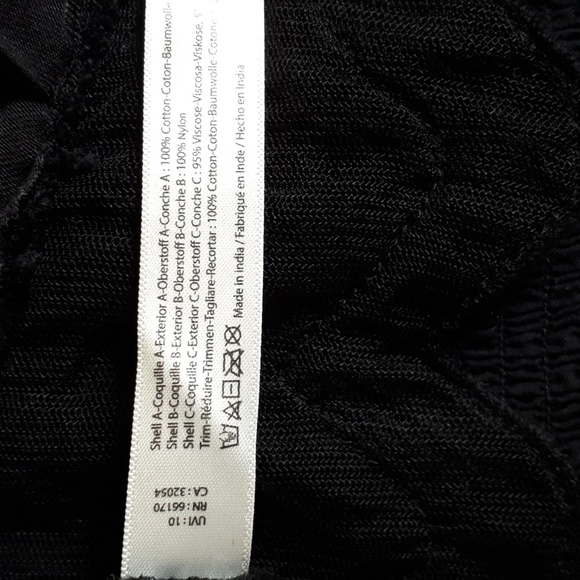 Shell A-Coquille A-Exterior A-Oberstoff A-Conche A : 100% Cotton-Coton-Baumwolle-
Shell B-Coquille B-Exterior B-Oberstoff B-Conche B : 100% Nylon
Shell C-Coquille C-Exterior C-Oberstoff C-Conche C : 95% Viscose-Viscosa-Viskose,
Trim-Réduire-Trimmen-Tagliare-Recortar : 100% Cotton-Coton-Baumwolle-Cotone
Made in india / Fabriqué en Inde / Hecho en India
UVI : 10
RN : 66170
CA : 32054